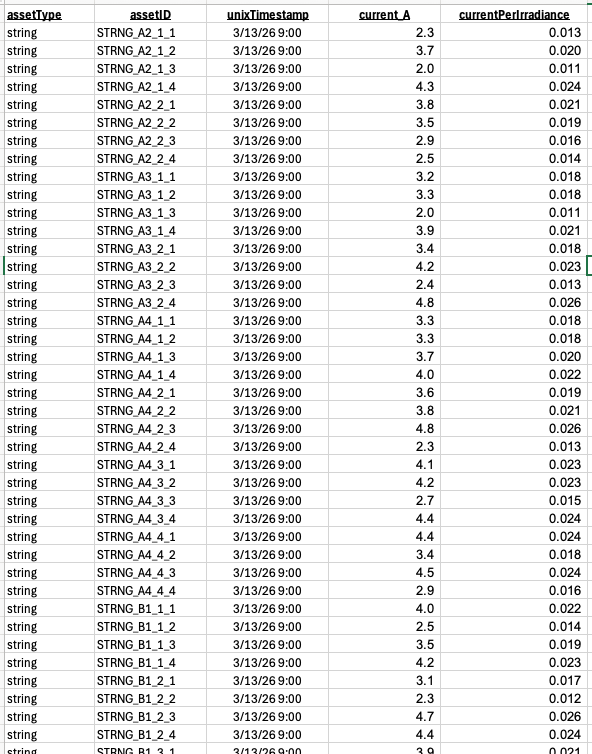 assetType assetID unixTimestamp current_A currentPerIrradiance
string STRNG_A2_1_1 3/13/26 9:00 2.3 0.013
string STRNG_A2_1_2 3/13/26 9:00 3.7 0.020
string STRNG_A2_1_3 3/13/26 9:00 2.0 0.011
string STRNG_A2_1_4 3/13/26 9:00 4.3 0.024
string STRNG_A2_2_1 3/13/26 9:00 3.8 0.021
string STRNG_A2_2_2 3/13/26 9:00 3.5 0.019
string STRNG_A2_2_3 3/13/26 9:00 2.9 0.016
string STRNG_A2_2_4 3/13/26 9:00 2.5 0.014
string STRNG_A3_1_1 3/13/26 9:00 3.2 0.018
string STRNG_A3_1_2 3/13/26 9:00 3.3 0.018
string STRNG_A3_1_3 3/13/26 9:00 2.0 0.011
string STRNG_A3_1_4 3/13/26 9:00 3.9 0.021
string STRNG_A3_2_1 3/13/26 9:00 3.4 0.018
string STRNG_A3_2_2 3/13/26 9:00 4.2 0.023
string STRNG_A3_2_3 3/13/26 9:00 2.4 0.013
string STRNG_A3_2_4 3/13/26 9:00 4.8 0.026
string STRNG_A4_1_1 3/13/26 9:00 3.3 0.018
string STRNG_A4_1_2 3/13/26 9:00 3.3 0.018
string STRNG_A4_1_3 3/13/26 9:00 3.7 0.020
string STRNG_A4_1_4 3/13/26 9:00 4.0 0.022
string STRNG_A4_2_1 3/13/26 9:00 3.6 0.019
string STRNG_A4_2_2 3/13/26 9:00 3.8 0.021
string STRNG_A4_2_3 3/13/26 9:00 4.8 0.026
string STRNG_A4_2_4 3/13/26 9:00 2.3 0.013
string STRNG_A4_3_1 3/13/26 9:00 4.1 0.023
string STRNG_A4_3_2 3/13/26 9:00 4.2 0.023
string STRNG_A4_3_3 3/13/26 9:00 2.7 0.015
string STRNG_A4_3_4 3/13/26 9:00 4.4 0.024
string STRNG_A4_4_1 3/13/26 9:00 4.4 0.024
string STRNG_A4_4_2 3/13/26 9:00 3.4 0.018
string STRNG_A4_4_3 3/13/26 9:00 4.5 0.024
string STRNG_A4_4_4 3/13/26 9:00 2.9 0.016
string STRNG_B1_1_1 3/13/26 9:00 4.0 0.022
string STRNG_B1_1_2 3/13/26 9:00 2.5 0.014
string STRNG_B1_1_3 3/13/26 9:00 3.5 0.019
string STRNG_B1_1_4 3/13/26 9:00 4.2 0.023
string STRNG_B1_2_1 3/13/26 9:00 3.1 0.017
string STRNG_B1_2_2 3/13/26 9:00 2.3 0.012
string STRNG_B1_2_3 3/13/26 9:00 4.7 0.026
string STRNG_B1_2_4 3/13/26 9:00 4.4 0.024
string STRNG_B1_3_1 3/13/26 9:00 3.9 0.021